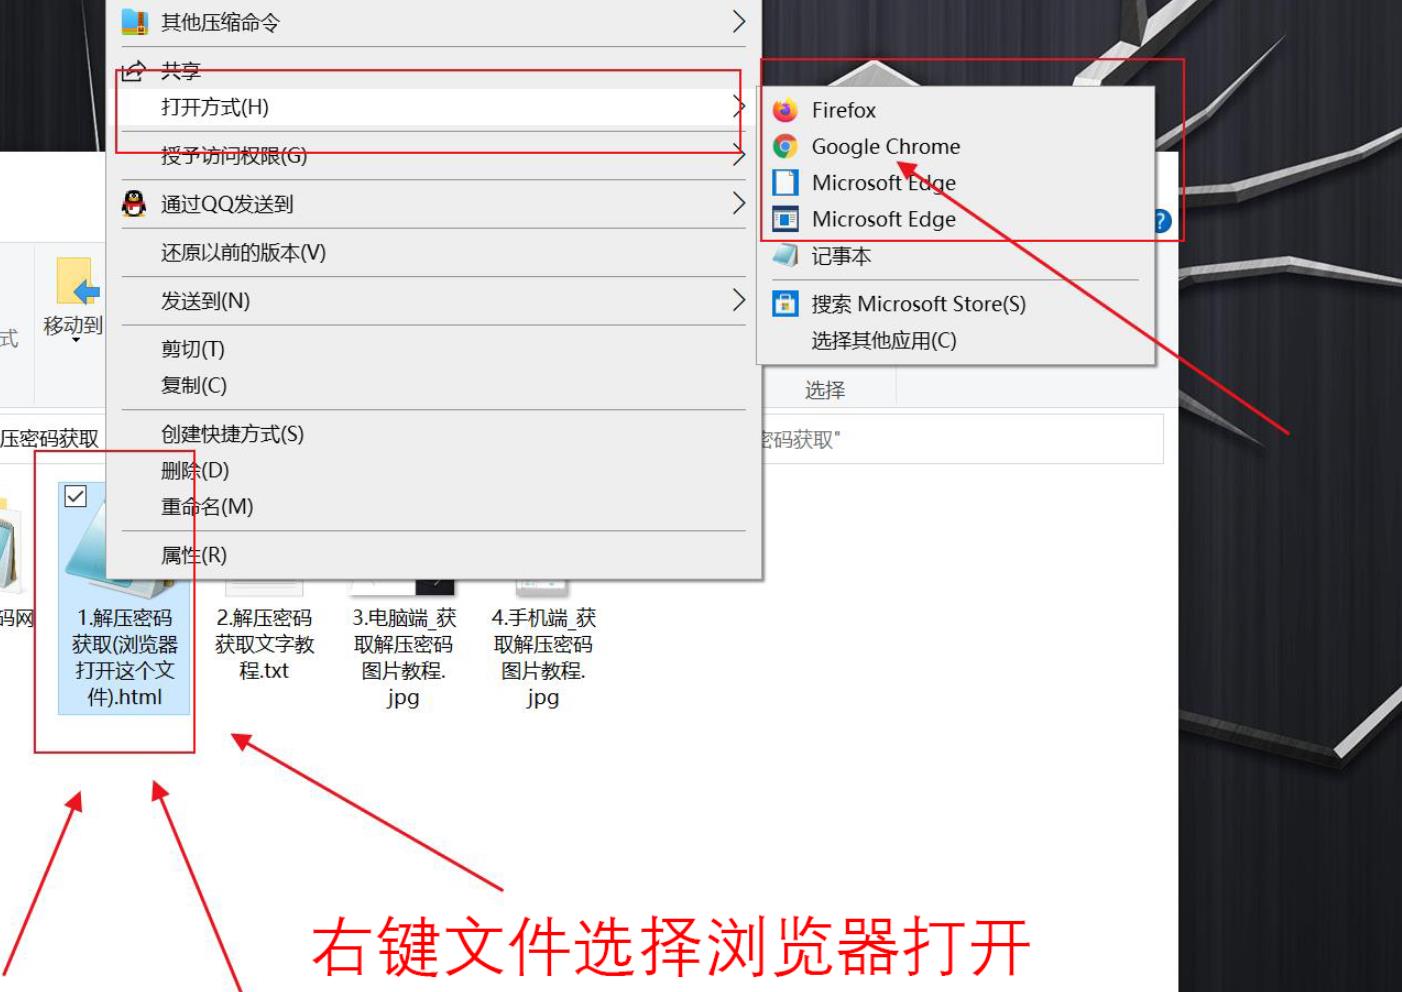 其他压缩命令
共享
打开方式(H)
授予访问权限(G)
通过QQ发送到
还原以前的版本(V)
发送到(N)
剪切(T)
复制(C)
创建快捷方式(S)
删除(D)
重命名(M)
属性(R)
Firefox
Google Chrome
Microsoft Edge
Microsoft Edge
记事本
搜索 Microsoft Store(S)
选择其他应用(C)
?
式
移动到
选择
压密码获取
密码获取"
码网
1.解压密码
获取(浏览器
打开这个文
件).html
2.解压密码
获取文字教
程.txt
3.电脑端_获
取解压密码
图片教程.
jpg
4.手机端_获
取解压密码
图片教程.
jpg
右键文件选择浏览器打开